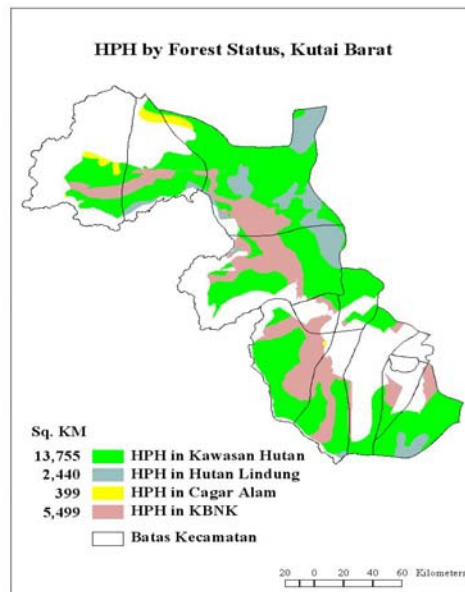 HPH by Forest Status, Kutai Barat
Sq. KM
13,755 HPH in Kawasan Hutan
2,440 HPH in Hutan Lindung
399 HPH in Cagar Alam
5,499 HPH in KBNK
Batas Kecamatan
20 0 20 40 60 Kilometers